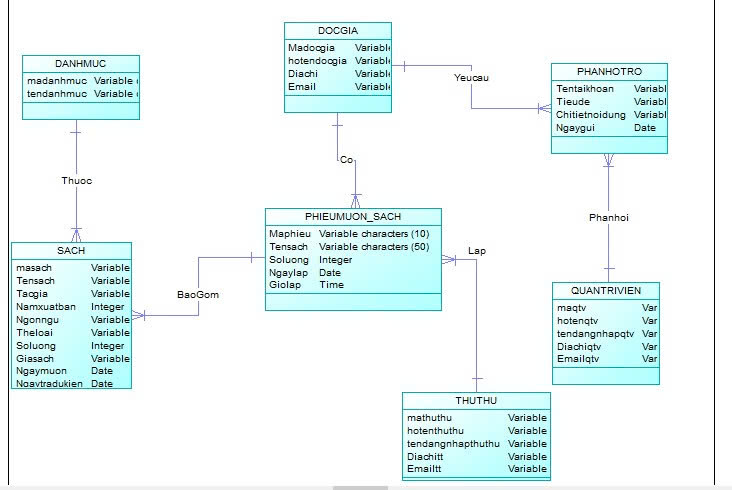 DOCGIA
Madocgia Variabl
hotendocgia Variabl
Diachi Variabl
Email Variabl
DANHMUC
madanhmuc Variable
tendanhmuc Variable
Yeucau
PHANHOTRO
Tentaikhoan Variabl
Tieude Variabl
Chitietnoidung Variabl
Ngaygui Date
Co
Thuoc
Phanhoi
PHIEUMUON_SACH
Maphieu Variable characters (10)
Tensach Variable characters (50)
Soluong Integer
Ngaylap Date
Giolap Time
Lap
SACH
masach Variable
Tensach Variable
Tacgia Variable
Namxuatban Integer
Ngonngu Variable
Theloai Variable
Soluong Integer
Giasach Variable
Ngaymuon Date
Ngaytradukien Date
BaoGom
QUANTRIVIEN
maqtv Var
hotenqtv Var
tendangnhapqtv Var
Diachiqtv Var
Emailqtv Var
THUTHU
mathuthu Variable
hotenthuthu Variable
tendangnhapthuthu Variable
Diachitt Variable
Emailtt Variable